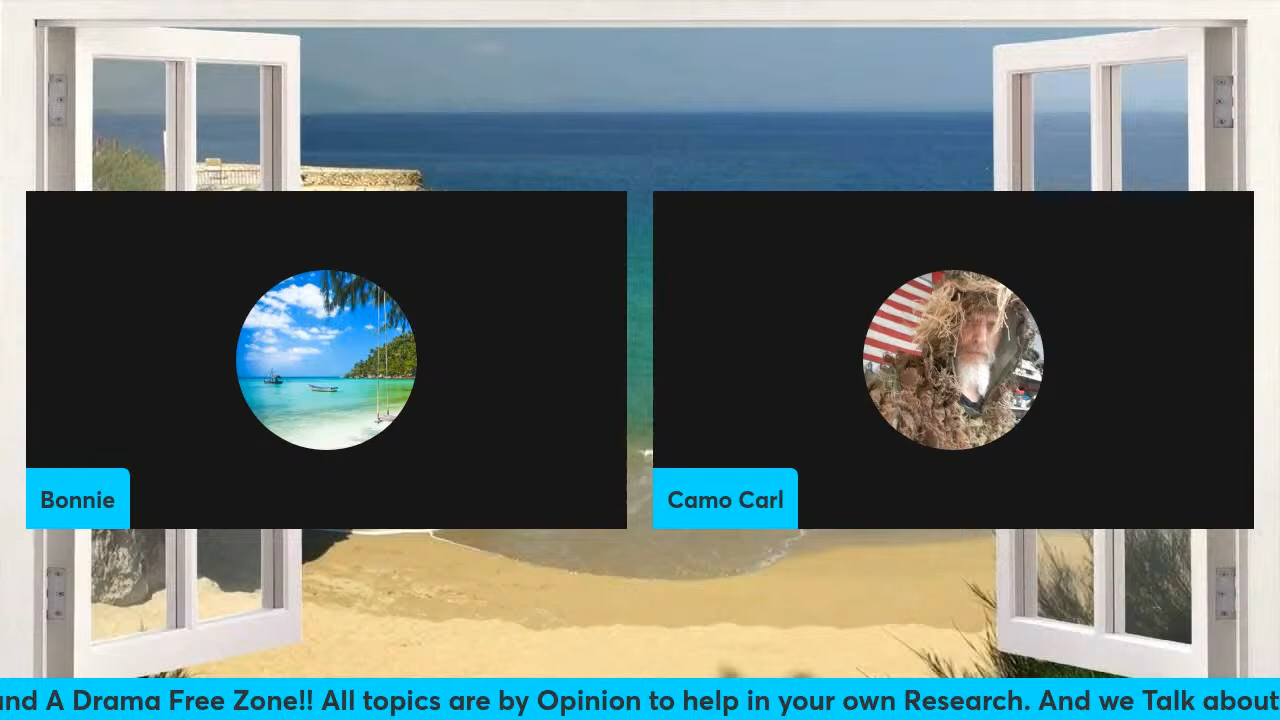 Bonnie
Camo Carl
and A Drama Free Zone!! All topics are by Opinion to help in your own Research. And we Talk about